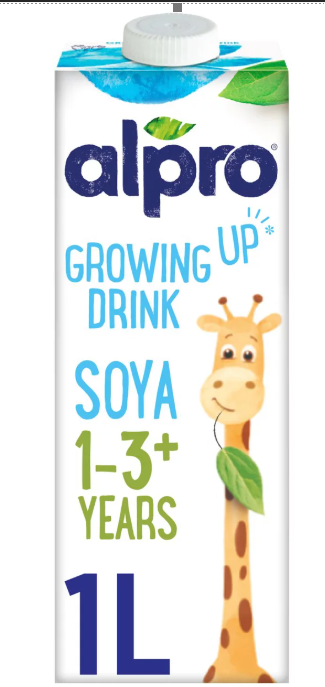 alpro®
GROWING UP*
DRINK
SOYA
1-3+
YEARS
1L